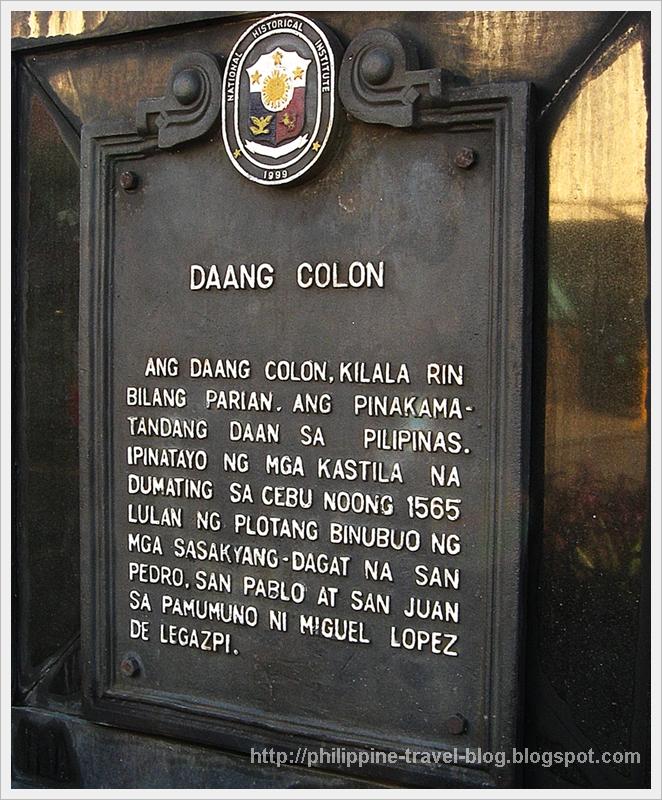 NATIONAL HISTORICAL INSTITUTE
1999
DAANG COLON
ANG DAANG COLON, KILALA RIN
BILANG PARIAN. ANG PINAKAMA-
TANDANG DAAN SA PILIPINAS.
IPINATAYO NG MGA KASTILA NA
DUMATING SA CEBU NOONG 1565
LULAN NG PLOTANG BINUBUO NG
MGA SASAKYANG-DAGAT NA SAN
PEDRO, SAN PABLO AT SAN JUAN
SA PAMUMUNO NI MIGUEL LOPEZ
DE LEGAZPI.
http://philippine-travel-blog.blogspot.com